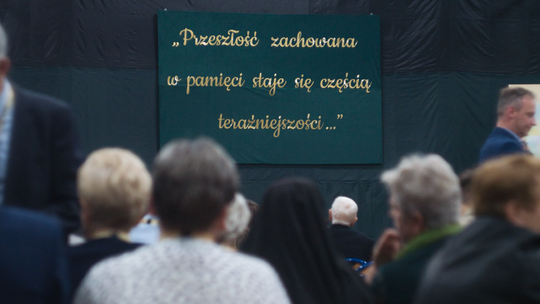 „Przeszłość zachowana
w pamięci staje się częścią
teraźniejszości..."